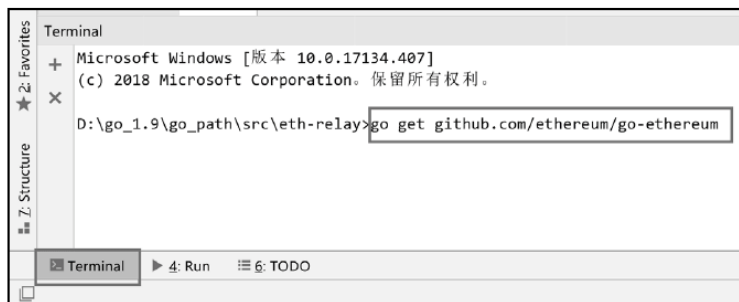 2: Favorites
Z: Structure
Terminal
Microsoft Windows [版本 10.0.17134.407]
(c) 2018 Microsoft Corporation。保留所有权利。
D:\go_1.9\go_path\src\eth-relay>go get github.com/ethereum/go-ethereum
Terminal
4: Run
6: TODO